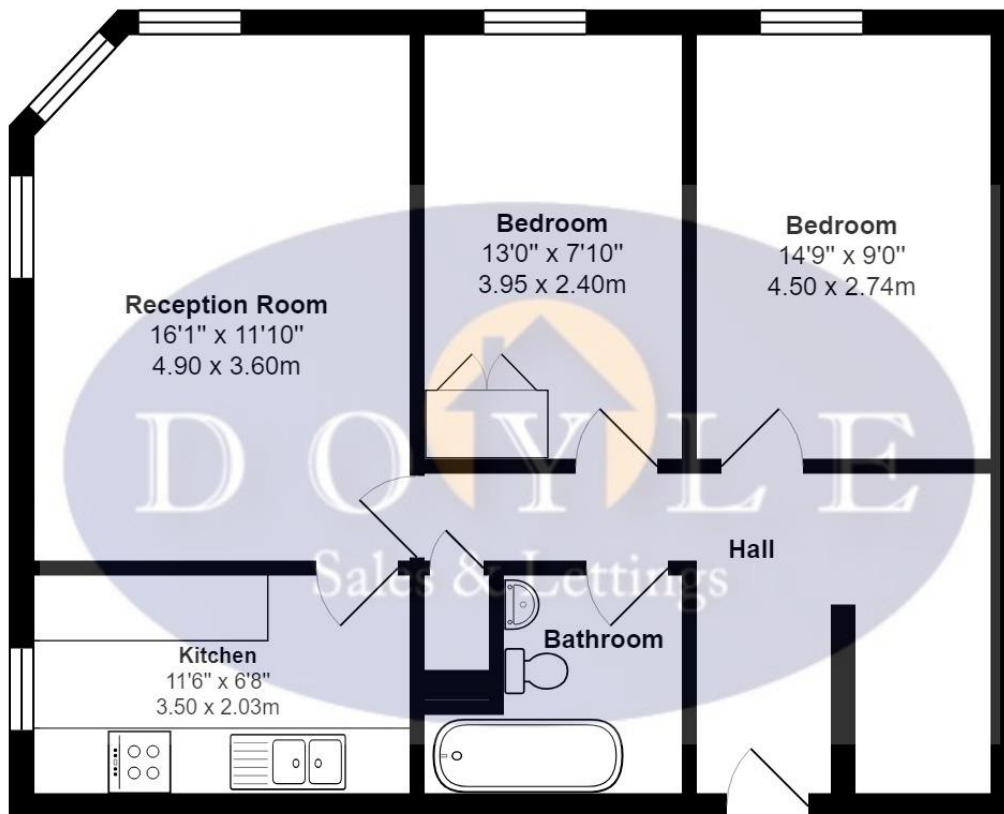 Bedroom
13'0" x 7'10"
3.95 x 2.40m
Bedroom
14'9" x 9'0"
4.50 x 2.74m
Reception Room
16'1" x 11'10"
4.90 x 3.60m
DOYLE
Sales & Lettings
Hall
Bathroom
Kitchen
11'6" x 6'8"
3.50 x 2.03m